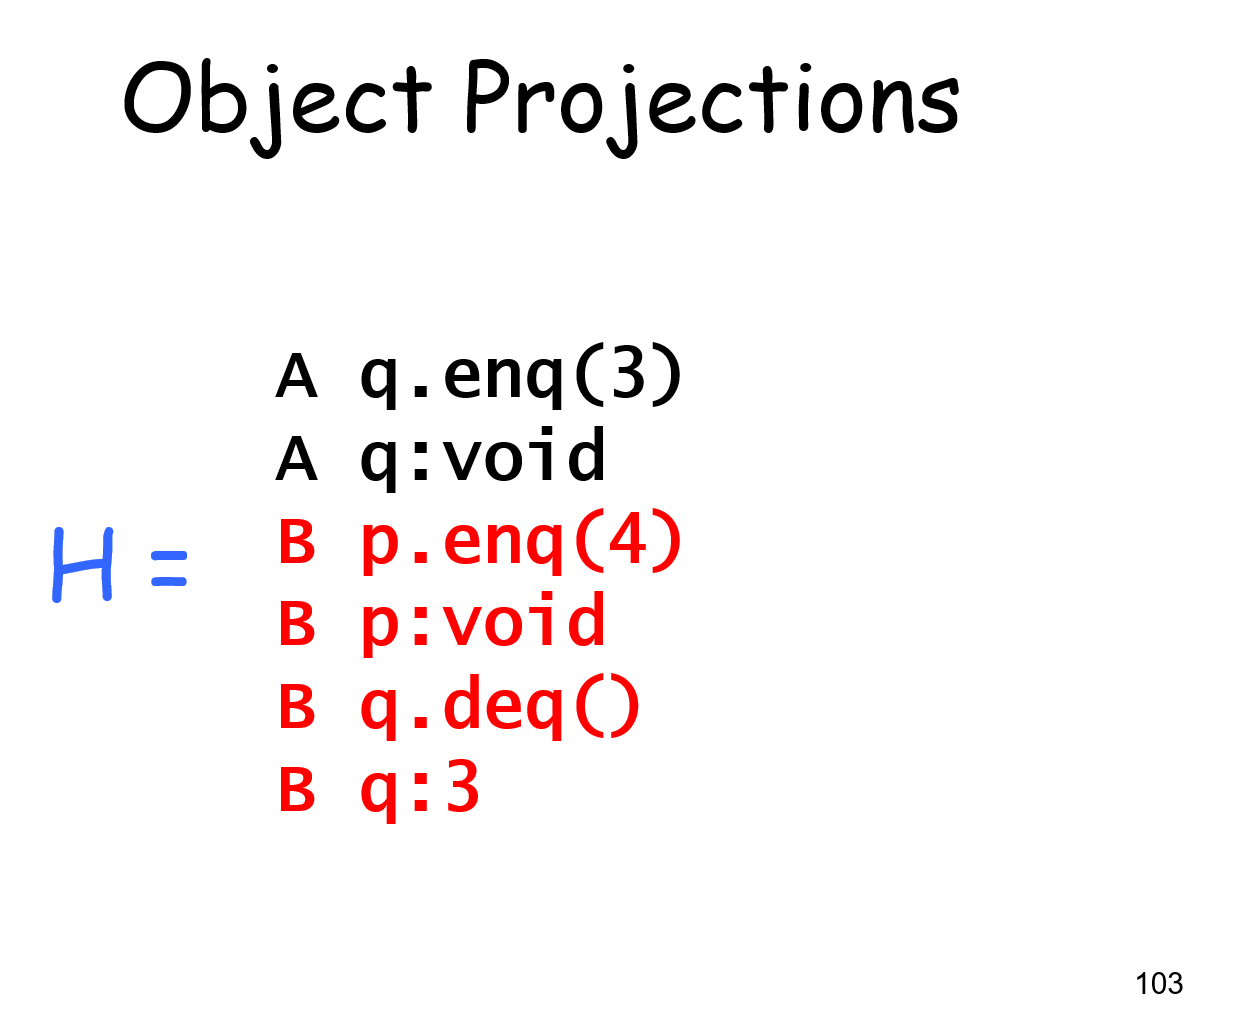 Object Projections
A q.enq(3)
A q:void
H =
B p.enq(4)
B p:void
B q.deq()
B q:3
103